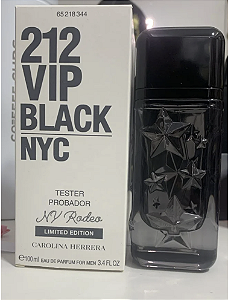 65218344
212
VIP
BLACK
NYC
TESTER
PROBADOR
NY Rodeo
LIMITED EDITION
CAROLINA HERRERA
e 100 ml EAU DE PARFUM FOR MEN 3.4 FL.OZ